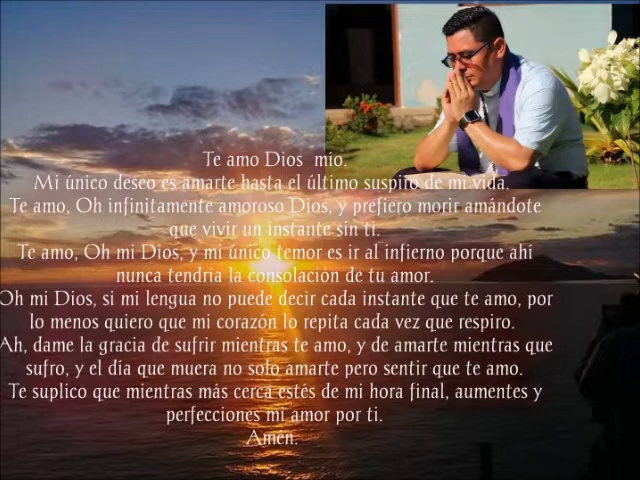 Te amo Dios mío.
Mi único deseo es amarte hasta el último suspiro de mi vida.
Te amo, Oh infinitamente amoroso Dios, y prefiero morir amándote
que vivir un instante sin ti.
Te amo, Oh mi Dios, y mi único temor es ir al infierno porque ahí
nunca tendría la consolación de tu amor.
Oh mi Dios, si mi lengua no puede decir cada instante que te amo, por
lo menos quiero que mi corazón lo repita cada vez que respiro.
Ah, dame la gracia de sufrir mientras te amo, y de amarte mientras que
sufro, y el día que muera no solo amarte pero sentir que te amo.
Te suplico que mientras más cerca estés de mi hora final, aumentes y
perfecciones mi amor por ti.
Amén.